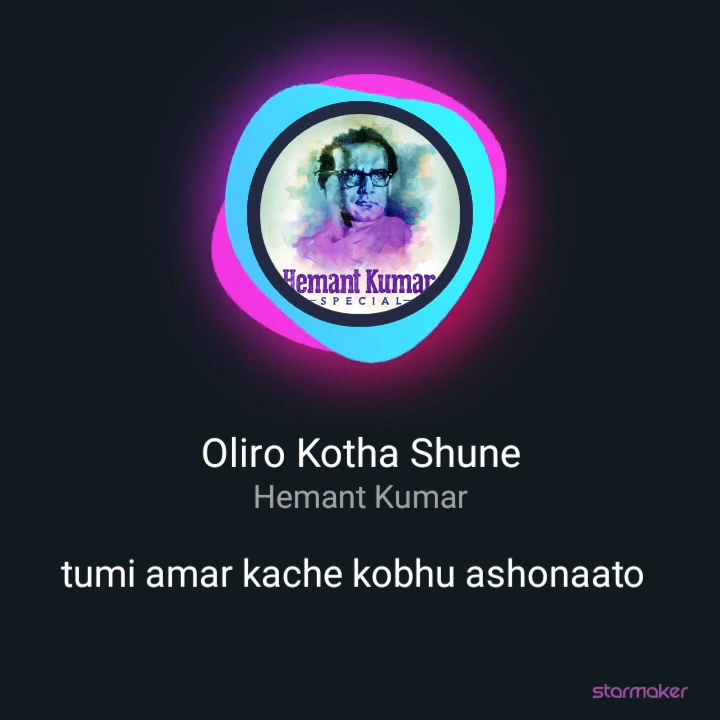 Hemant Kumar
SPECIAL
Oliro Kotha Shune
Hemant Kumar
tumi amar kache kobhu ashonaato
starmaker